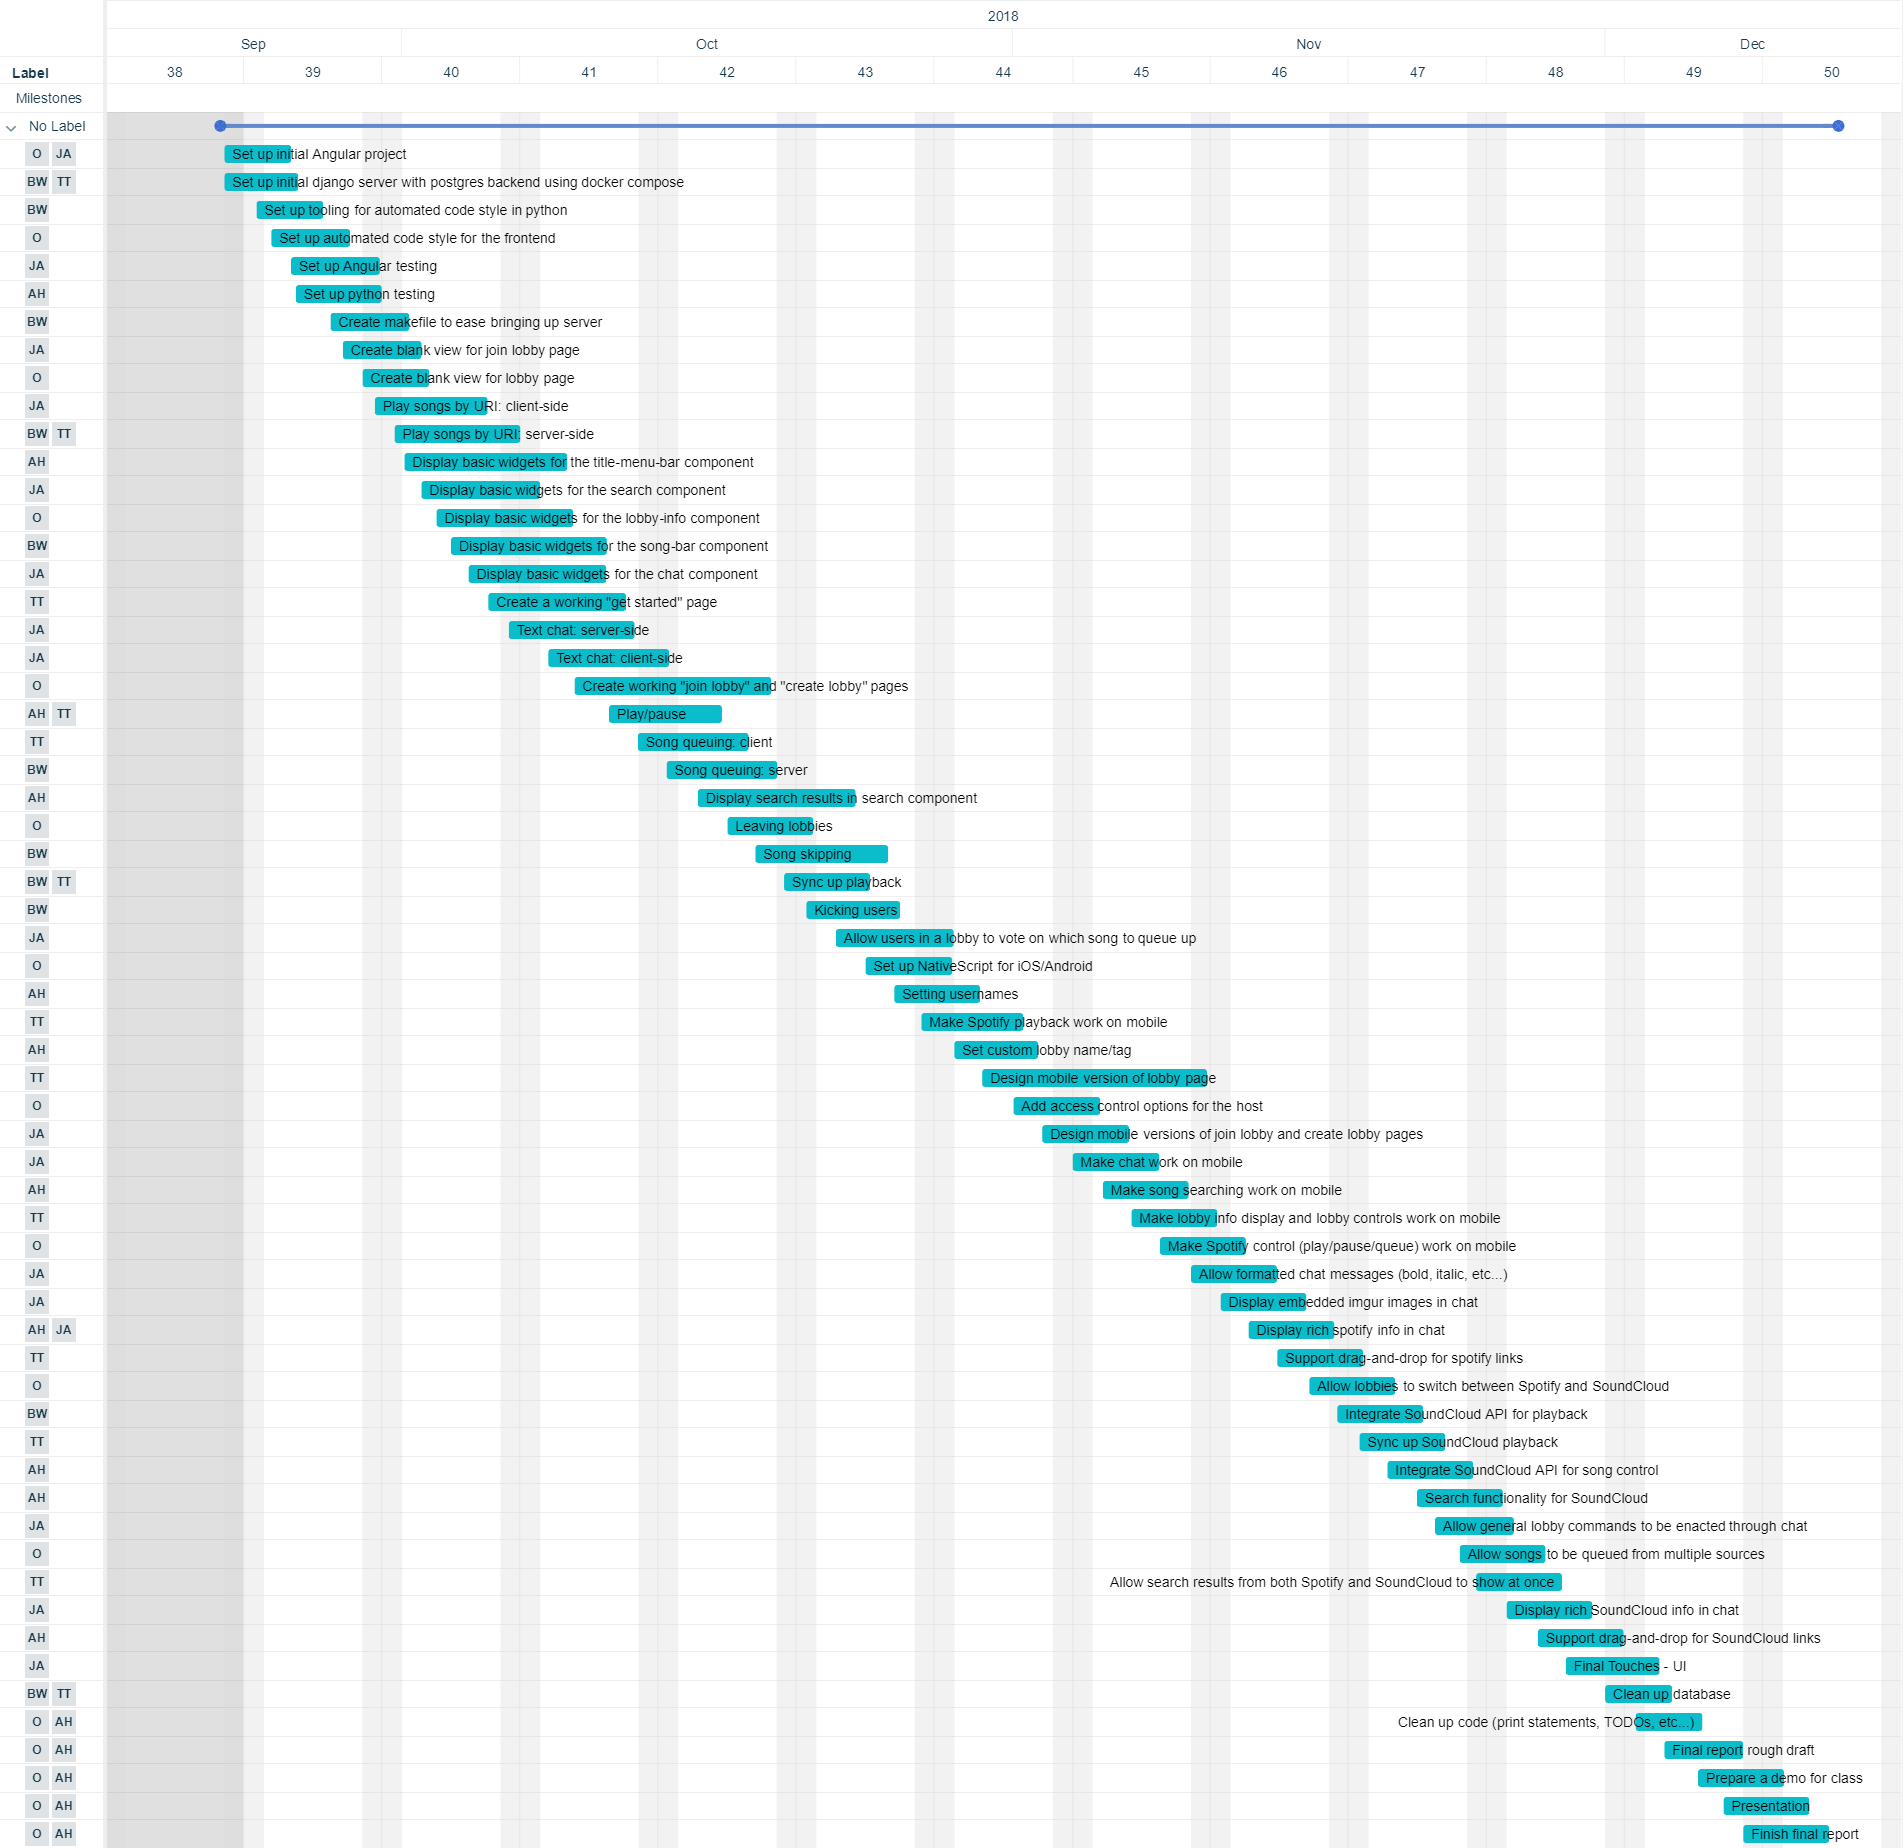 2018
Sep Oct Nov Dec
Label 38 39 40 41 42 43 44 45 46 47 48 49 50
Milestones
No Label
O JA Set up initial Angular project
BW TT Set up initial django server with postgres backend using docker compose
BW Set up tooling for automated code style in python
O Set up automated code style for the frontend
JA Set up Angular testing
AH Set up python testing
BW Create makefile to ease bringing up server
JA Create blank view for join lobby page
O Create blank view for lobby page
JA Play songs by URI: client-side
BW TT Play songs by URI: server-side
AH Display basic widgets for the title-menu-bar component
JA Display basic widgets for the search component
O Display basic widgets for the lobby-info component
BW Display basic widgets for the song-bar component
JA Display basic widgets for the chat component
TT Create a working "get started" page
JA Text chat: server-side
JA Text chat: client-side
O Create working "join lobby" and "create lobby" pages
AH TT Play/pause
TT Song queuing: client
BW Song queuing: server
AH Display search results in search component
O Leaving lobbies
BW Song skipping
BW TT Sync up playback
BW Kicking users
JA Allow users in a lobby to vote on which song to queue up
O Set up NativeScript for iOS/Android
AH Setting usernames
TT Make Spotify playback work on mobile
AH Set custom lobby name/tag
TT Design mobile version of lobby page
O Add access control options for the host
JA Design mobile versions of join lobby and create lobby pages
JA Make chat work on mobile
AH Make song searching work on mobile
TT Make lobby info display and lobby controls work on mobile
O Make Spotify control (play/pause/queue) work on mobile
JA Allow formatted chat messages (bold, italic, etc...)
JA Display embedded imgur images in chat
AH JA Display rich spotify info in chat
TT Support drag-and-drop for spotify links
O Allow lobbies to switch between Spotify and SoundCloud
BW Integrate SoundCloud API for playback
TT Sync up SoundCloud playback
AH Integrate SoundCloud API for song control
AH Search functionality for SoundCloud
JA Allow general lobby commands to be enacted through chat
O Allow songs to be queued from multiple sources
TT Allow search results from both Spotify and SoundCloud to show at once
JA Display rich SoundCloud info in chat
AH Support drag-and-drop for SoundCloud links
JA Final Touches - UI
BW TT Clean up database
O AH Clean up code (print statements, TODOs, etc...)
O AH Final report rough draft
O AH Prepare a demo for class
O AH Presentation
O AH Finish final report